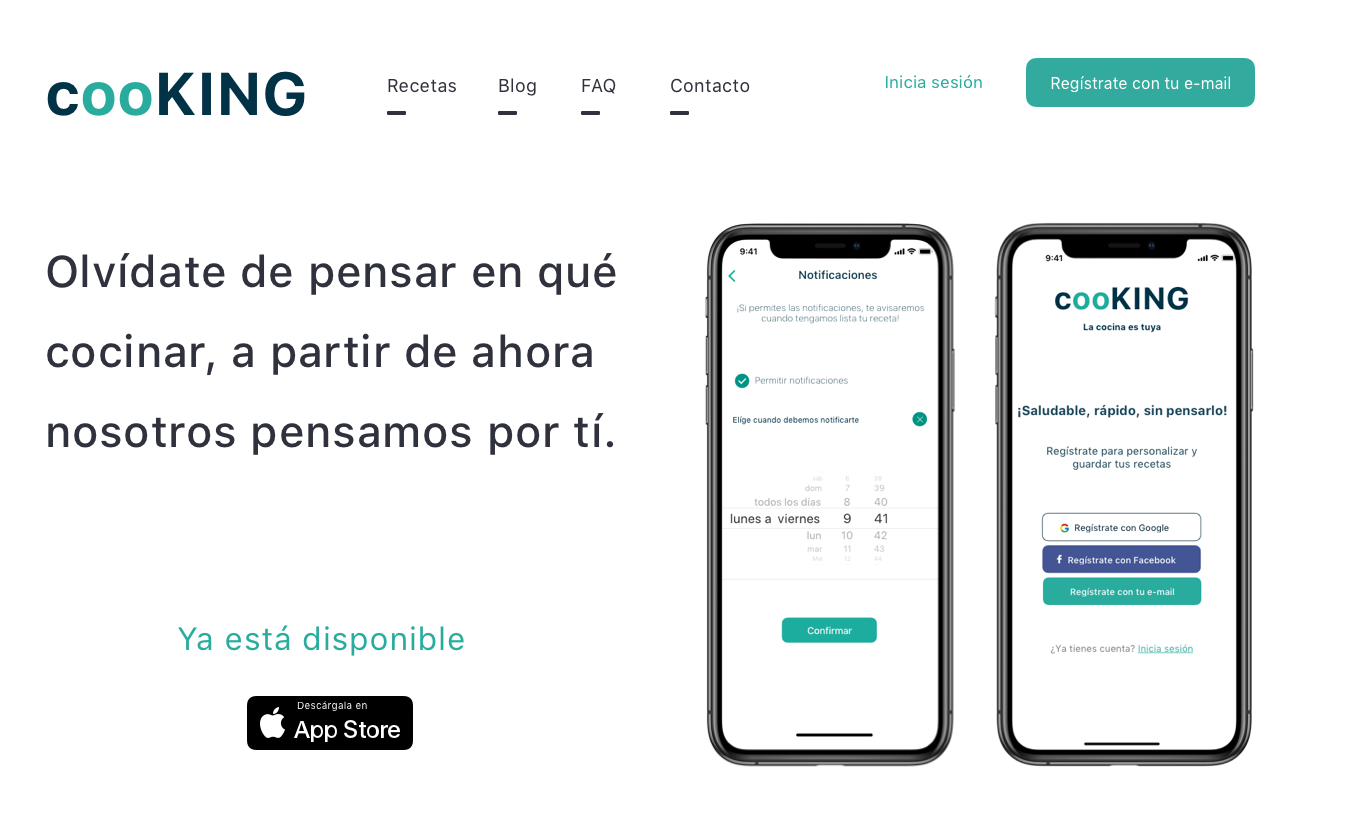 cooKING
Recetas
Blog
FAQ
Contacto
Inicia sesión
Regístrate con tu e-mail
Olvídate de pensar en qué
cocinar, a partir de ahora
nosotros pensamos por tí.
Ya está disponible
Descárgala en
App Store
9:41
Notificaciones
¡Si permites las notificaciones, te avisaremos
cuando tengamos lista tu receta!
Permitir notificaciones
Elíge cuando debemos notificarte
sáb 6 39
dom 7 39
todos los días 8 40
lunes a viernes 9 41
lun 10 42
mar 11 43
Mie 12 44
Confirmar
9:41
cooKING
La cocina es tuya
¡Saludable, rápido, sin pensarlo!
Regístrate para personalizar y
guardar tus recetas
Regístrate con Google
Regístrate con Facebook
Regístrate con tu e-mail
¿Ya tienes cuenta? Inicia sesión